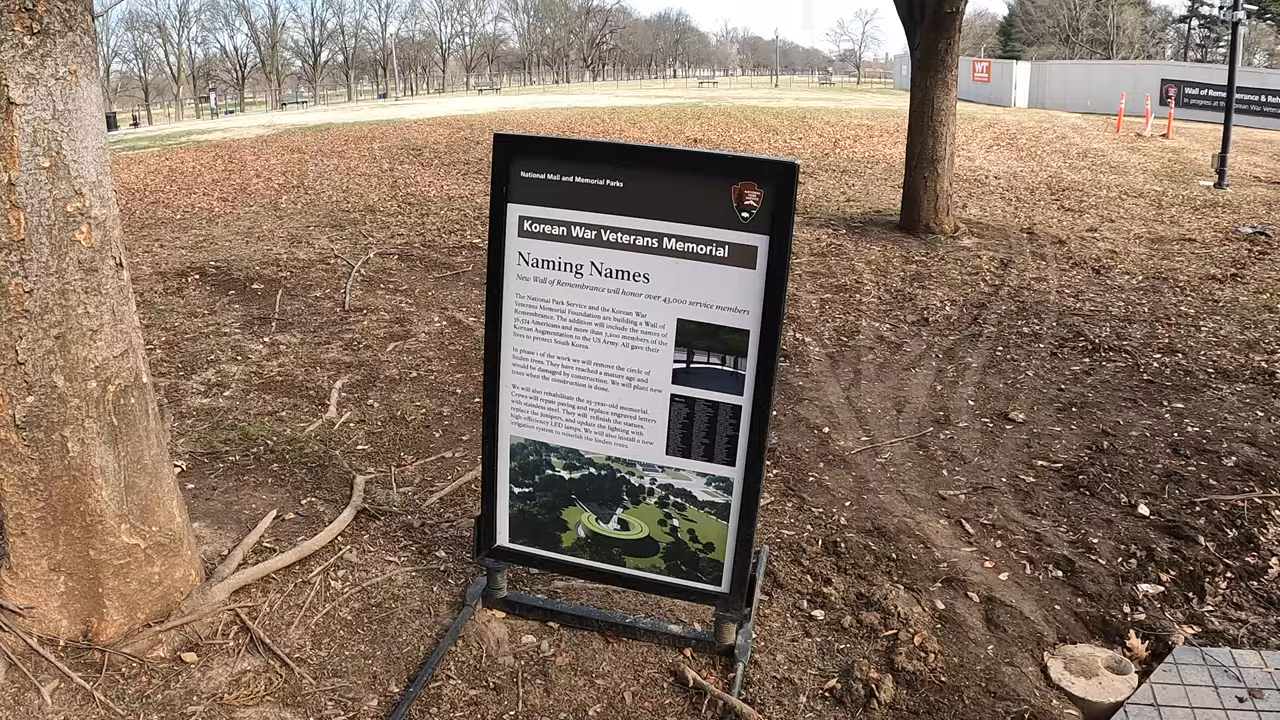 National Mall and Memorial Parks
Korean War Veterans Memorial
Naming Names
New Wall of Remembrance will honor over 43,000 service members
The National Park Service and the Korean War
Veterans Memorial Foundation are building a Wall of
Remembrance. The addition will include the names of
36,574 Americans and more than 7,200 members of the
Korean Augmentation to the US Army. All gave their
lives to protect South Korea.
In phase 1 of the work we will remove the circle of
linden trees. They have reached a mature age and
would be damaged by construction. We will plant new
trees when the construction is done.
We will also rehabilitate the 25-year-old memorial.
Crews will repair paving and replace engraved letters
with stainless steel. They will refinish the statues,
replace the junipers, and update the lighting with
high-efficiency LED lamps. We will also install a new
irrigation system to nourish the linden trees.
WT
Wall of Remembrance & Reh
In progress at the Korean War Vetera